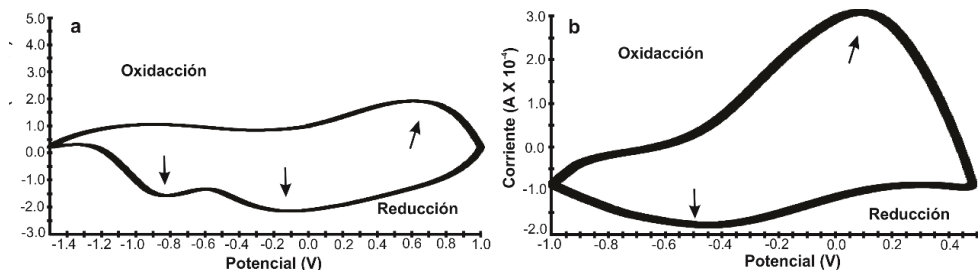 a
5.0
4.0
3.0
2.0
1.0
0.0
-1.0
-2.0
-3.0
Oxidacción
Reducción
-1.4 -1.2 -0.8 -0.6 -0.4 -0.2 0.0 0.2 0.4 0.6 0.8 1.0
Potencial (V)
b
Corriente (A X 10⁻⁴)
3.0
1.0
0.0
-1.0
-2.0
Oxidacción
Reducción
-1.0 -0.8 -0.6 -0.4 -0.2 0.0 0.2 0.4
Potencial (V)